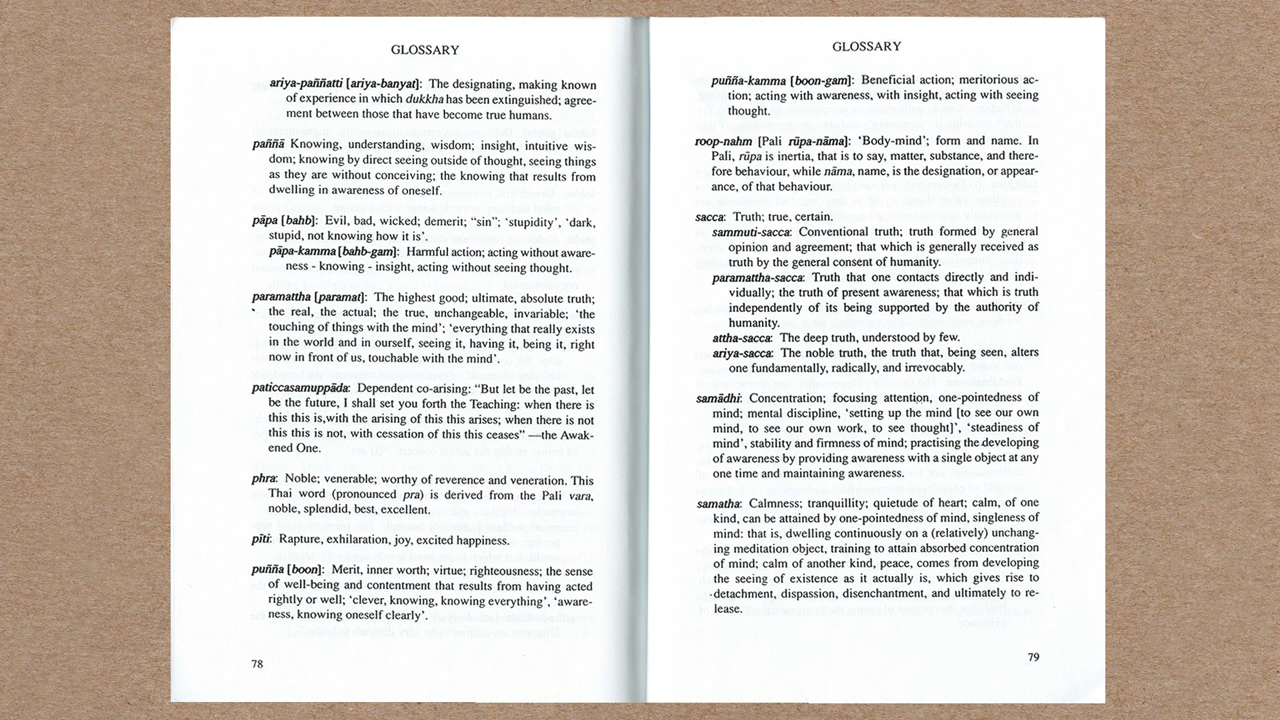 GLOSSARY
ariya-paññatti [ariya-banyat]: The designating, making known
of experience in which dukkha has been extinguished; agree-
ment between those that have become true humans.
paññā Knowing, understanding, wisdom; insight, intuitive wis-
dom; knowing by direct seeing outside of thought, seeing things
as they are without conceiving; the knowing that results from
dwelling in awareness of oneself.
pāpa [bahb]: Evil, bad, wicked; demerit; “sin”; ‘stupidity’, ‘dark,
stupid, not knowing how it is’.
pāpa-kamma [bahb-gam]: Harmful action; acting without aware-
ness - knowing - insight, acting without seeing thought.
paramattha [paramat]: The highest good; ultimate, absolute truth;
the real, the actual; the true, unchangeable, invariable; ‘the
touching of things with the mind’; ‘everything that really exists
in the world and in ourself, seeing it, having it, being it, right
now in front of us, touchable with the mind’.
paticcasamuppāda: Dependent co-arising: “But let be the past, let
be the future, I shall set you forth the Teaching: when there is
this this is,with the arising of this this arises; when there is not
this this is not, with cessation of this this ceases” —the Awak-
ened One.
phra: Noble; venerable; worthy of reverence and veneration. This
Thai word (pronounced pra) is derived from the Pali vara,
noble, splendid, best, excellent.
pīti: Rapture, exhilaration, joy, excited happiness.
puñña [boon]: Merit, inner worth; virtue; righteousness; the sense
of well-being and contentment that results from having acted
rightly or well; ‘clever, knowing, knowing everything’, ‘aware-
ness, knowing oneself clearly’.
78
GLOSSARY
puñña-kamma [boon-gam]: Beneficial action; meritorious ac-
tion; acting with awareness, with insight, acting with seeing
thought.
roop-nahm [Pali rūpa-nāma]: ‘Body-mind’; form and name. In
Pali, rūpa is inertia, that is to say, matter, substance, and there-
fore behaviour, while nāma, name, is the designation, or appear-
ance, of that behaviour.
sacca: Truth; true, certain.
sammuti-sacca: Conventional truth; truth formed by general
opinion and agreement; that which is generally received as
truth by the general consent of humanity.
paramattha-sacca: Truth that one contacts directly and indi-
vidually; the truth of present awareness; that which is truth
independently of its being supported by the authority of
humanity.
attha-sacca: The deep truth, understood by few.
ariya-sacca: The noble truth, the truth that, being seen, alters
one fundamentally, radically, and irrevocably.
samādhi: Concentration; focusing attention, one-pointedness of
mind; mental discipline, ‘setting up the mind [to see our own
mind, to see our own work, to see thought]’, ‘steadiness of
mind’, stability and firmness of mind; practising the developing
of awareness by providing awareness with a single object at any
one time and maintaining awareness.
samatha: Calmness; tranquillity; quietude of heart; calm, of one
kind, can be attained by one-pointedness of mind, singleness of
mind: that is, dwelling continuously on a (relatively) unchang-
ing meditation object, training to attain absorbed concentration
of mind; calm of another kind, peace, comes from developing
the seeing of existence as it actually is, which gives rise to
detachment, dispassion, disenchantment, and ultimately to re-
lease.
79